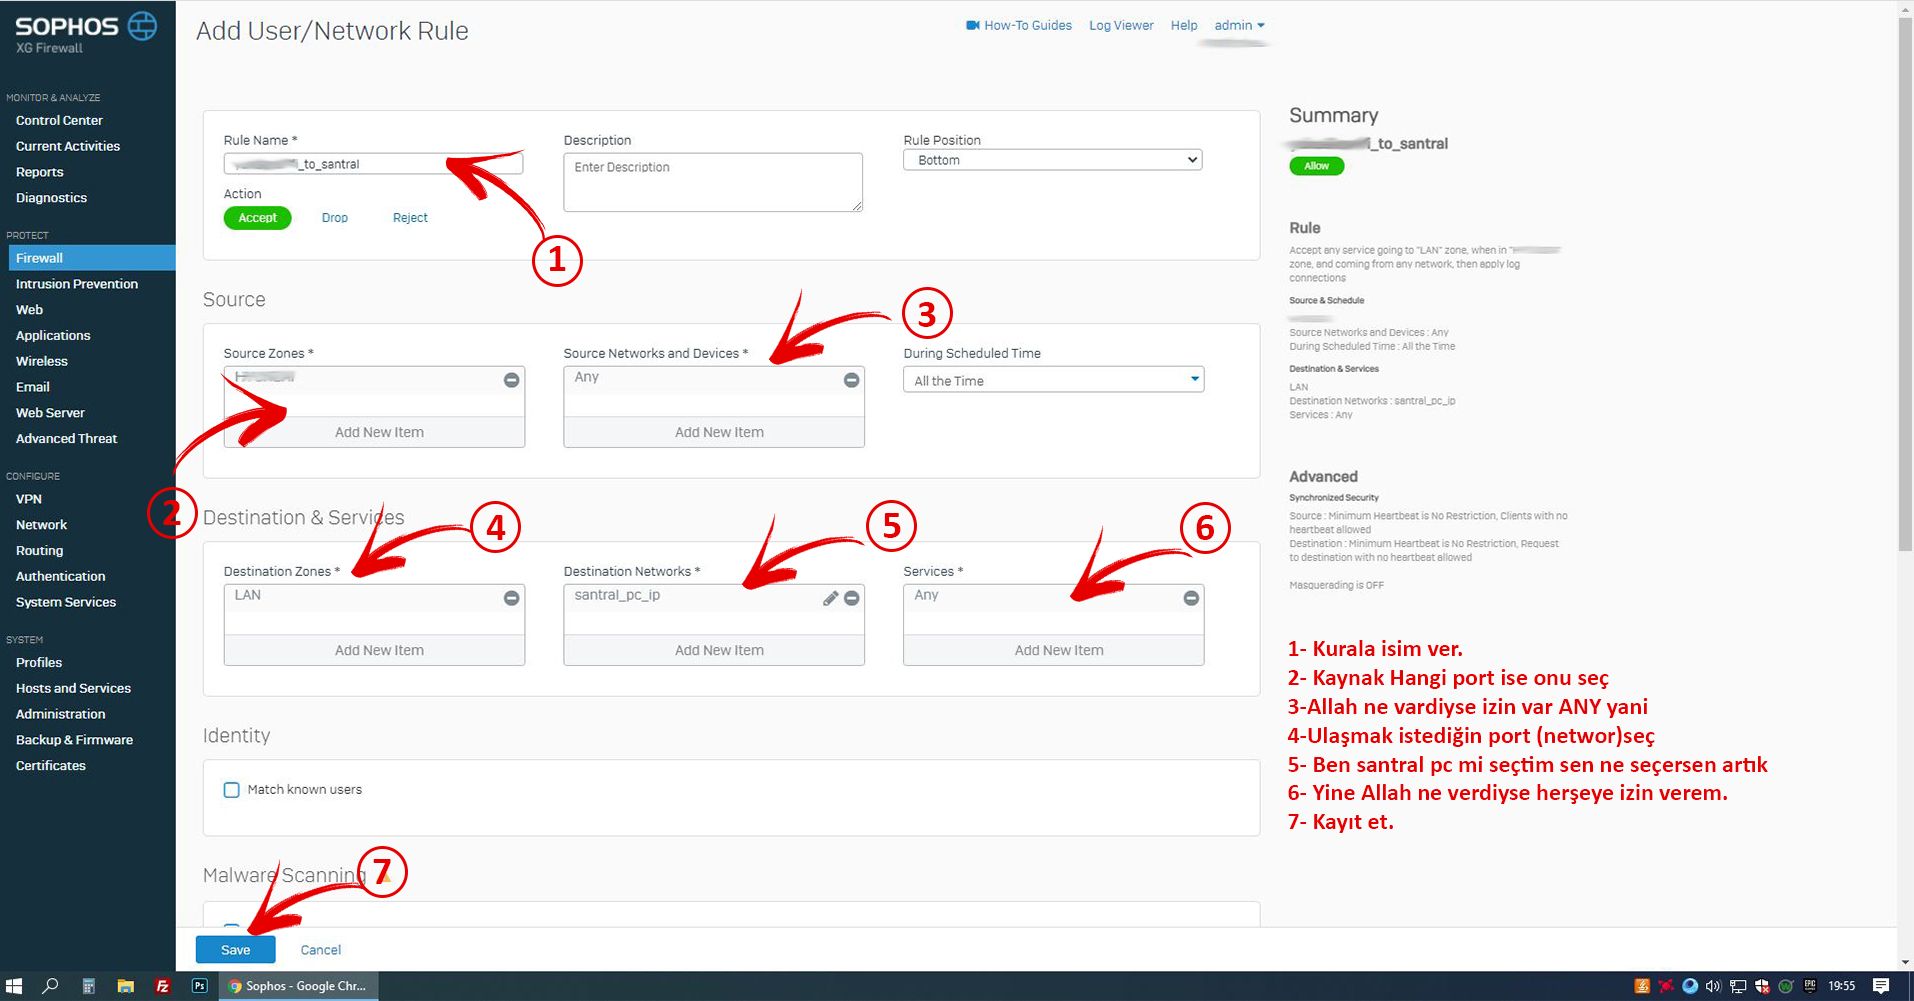 SOPHOS
XG Firewall
Add User/Network Rule
How-To Guides
Log Viewer
Help
admin
MONITOR & ANALYZE
Control Center
Current Activities
Reports
Diagnostics
PROTECT
Firewall
Intrusion Prevention
Web
Applications
Wireless
Email
Web Server
Advanced Threat
CONFIGURE
VPN
Network
Routing
Authentication
System Services
SYSTEM
Profiles
Hosts and Services
Administration
Backup & Firmware
Certificates
Rule Name *
_to_santral
Action
Accept
Drop
Reject
1
Description
Enter Description
Rule Position
Bottom
Source
3
Source Zones *
Add New Item
2
Source Networks and Devices *
Any
Add New Item
During Scheduled Time
All the Time
Destination & Services
4
5
6
Destination Zones *
LAN
Add New Item
Destination Networks *
santral_pc_ip
Add New Item
Services *
Any
Add New Item
Identity
Match known users
Malware Scanning
7
Save
Cancel
Summary
_to_santral
Allow
Rule
Accept any service going to "LAN" zone, when in "
zone, and coming from any network, then apply log
connections
Source & Schedule
Source Networks and Devices : Any
During Scheduled Time : All the Time
Destination & Services
LAN
Destination Networks : santral_pc_ip
Services : Any
Advanced
Synchronized Security
Source : Minimum Heartbeat is No Restriction, Clients with no
heartbeat allowed
Destination : Minimum Heartbeat is No Restriction, Request
to destination with no heartbeat allowed
Masquerading is OFF
1- Kurala isim ver.
2- Kaynak Hangi port ise onu seç
3-Allah ne vardiyse izin var ANY yani
4-Ulaşmak istediğin port (networ)seç
5- Ben santral pc mi seçtim sen ne seçersen artık
6- Yine Allah ne verdiyse herşeye izin verem.
7- Kayıt et.
Fz
Ps
Sophos - Google Chr...
EPIC
19:55